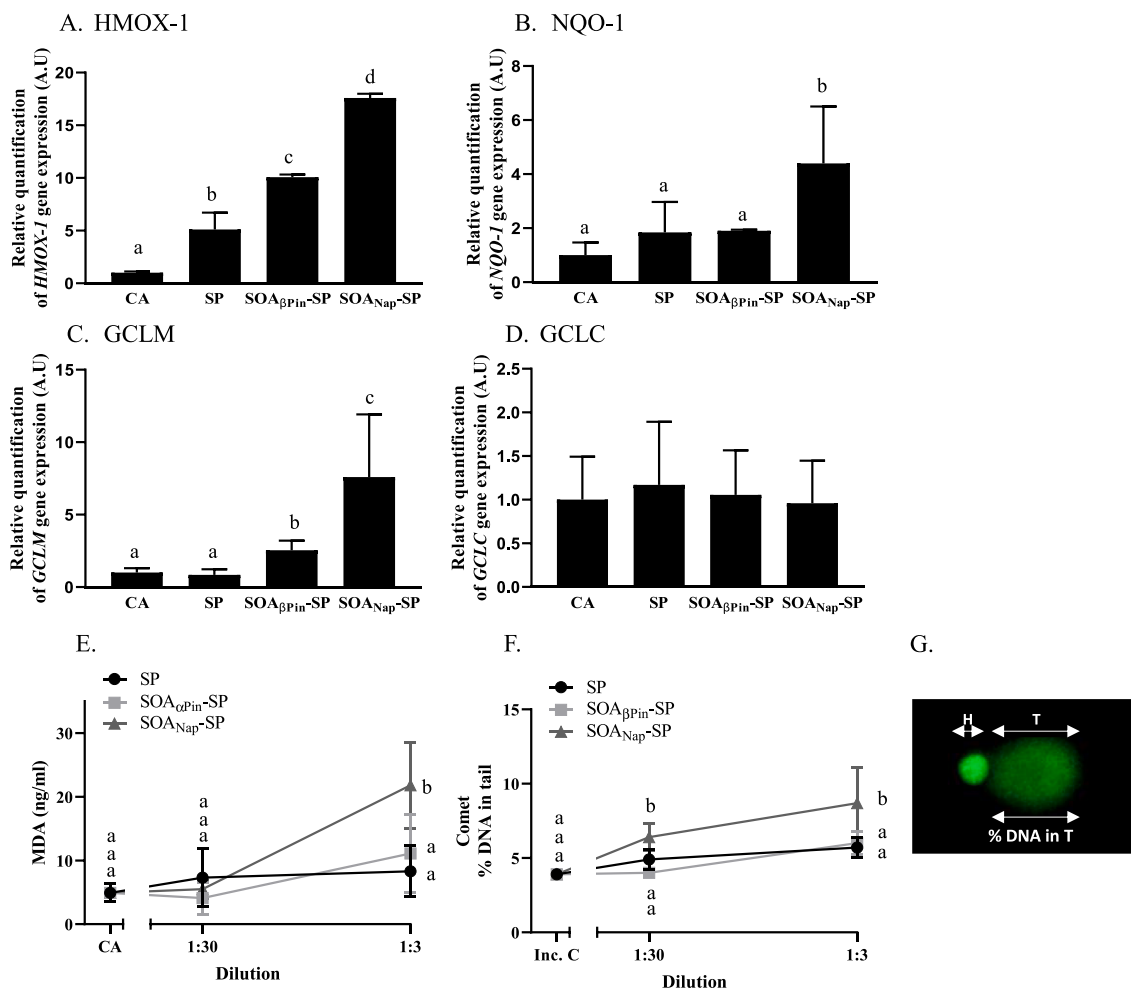 A. HMOX-1
Relative quantification
of HMOX-1 gene expression (A.U)
20
15
10
5
0
a
b
c
d
CA
SP
SOAβPin-SP
SOANap-SP
B. NQO-1
Relative quantification
of NQO-1 gene expression (A.U)
8
6
4
2
0
a
a
a
b
CA
SP
SOAβPin-SP
SOANap-SP
C. GCLM
Relative quantification
of GCLM gene expression (A.U)
15
10
5
0
a
a
b
c
CA
SP
SOAβPin-SP
SOANap-SP
D. GCLC
Relative quantification
of GCLC gene expression (A.U)
2.5
2.0
1.5
1.0
0.5
0.0
CA
SP
SOAβPin-SP
SOANap-SP
E.
SP
SOAαPin-SP
SOANap-SP
MDA (ng/ml)
30
20
10
0
a
a
a
a
a
a
b
a
a
CA
1:30
1:3
Dilution
F.
SP
SOAβPin-SP
SOANap-SP
Comet
% DNA in tail
15
10
5
0
a
a
a
b
a
a
b
a
a
Inc. C
1:30
1:3
Dilution
G.
H
T
% DNA in T